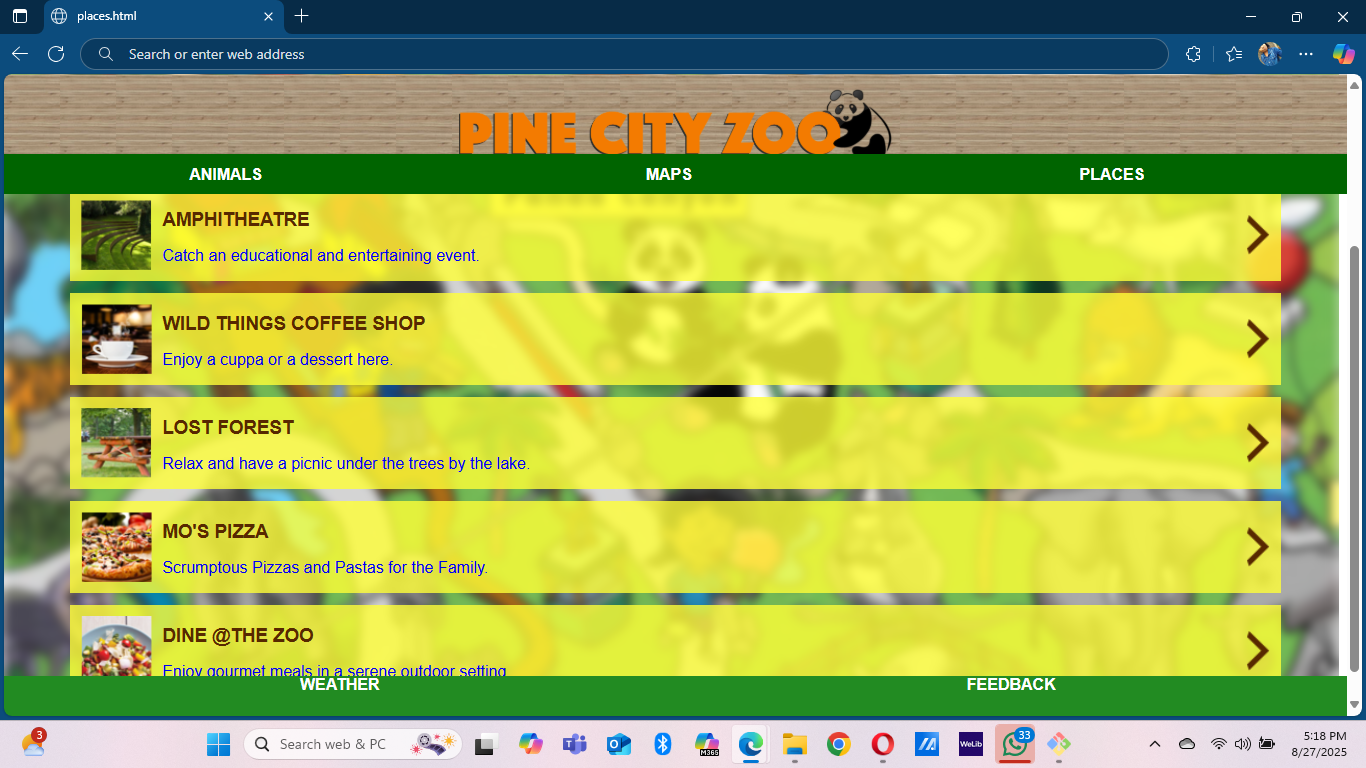 places.html
Search or enter web address
PINE CITY ZOO
ANIMALS MAPS PLACES
AMPHITHEATRE
Catch an educational and entertaining event.
WILD THINGS COFFEE SHOP
Enjoy a cuppa or a dessert here.
LOST FOREST
Relax and have a picnic under the trees by the lake.
MO'S PIZZA
Scrumptous Pizzas and Pastas for the Family.
DINE @THE ZOO
Enjoy gourmet meals in a serene outdoor setting
WEATHER FEEDBACK
3
Search web & PC
M365
WeLib
33
5:18 PM
8/27/2025